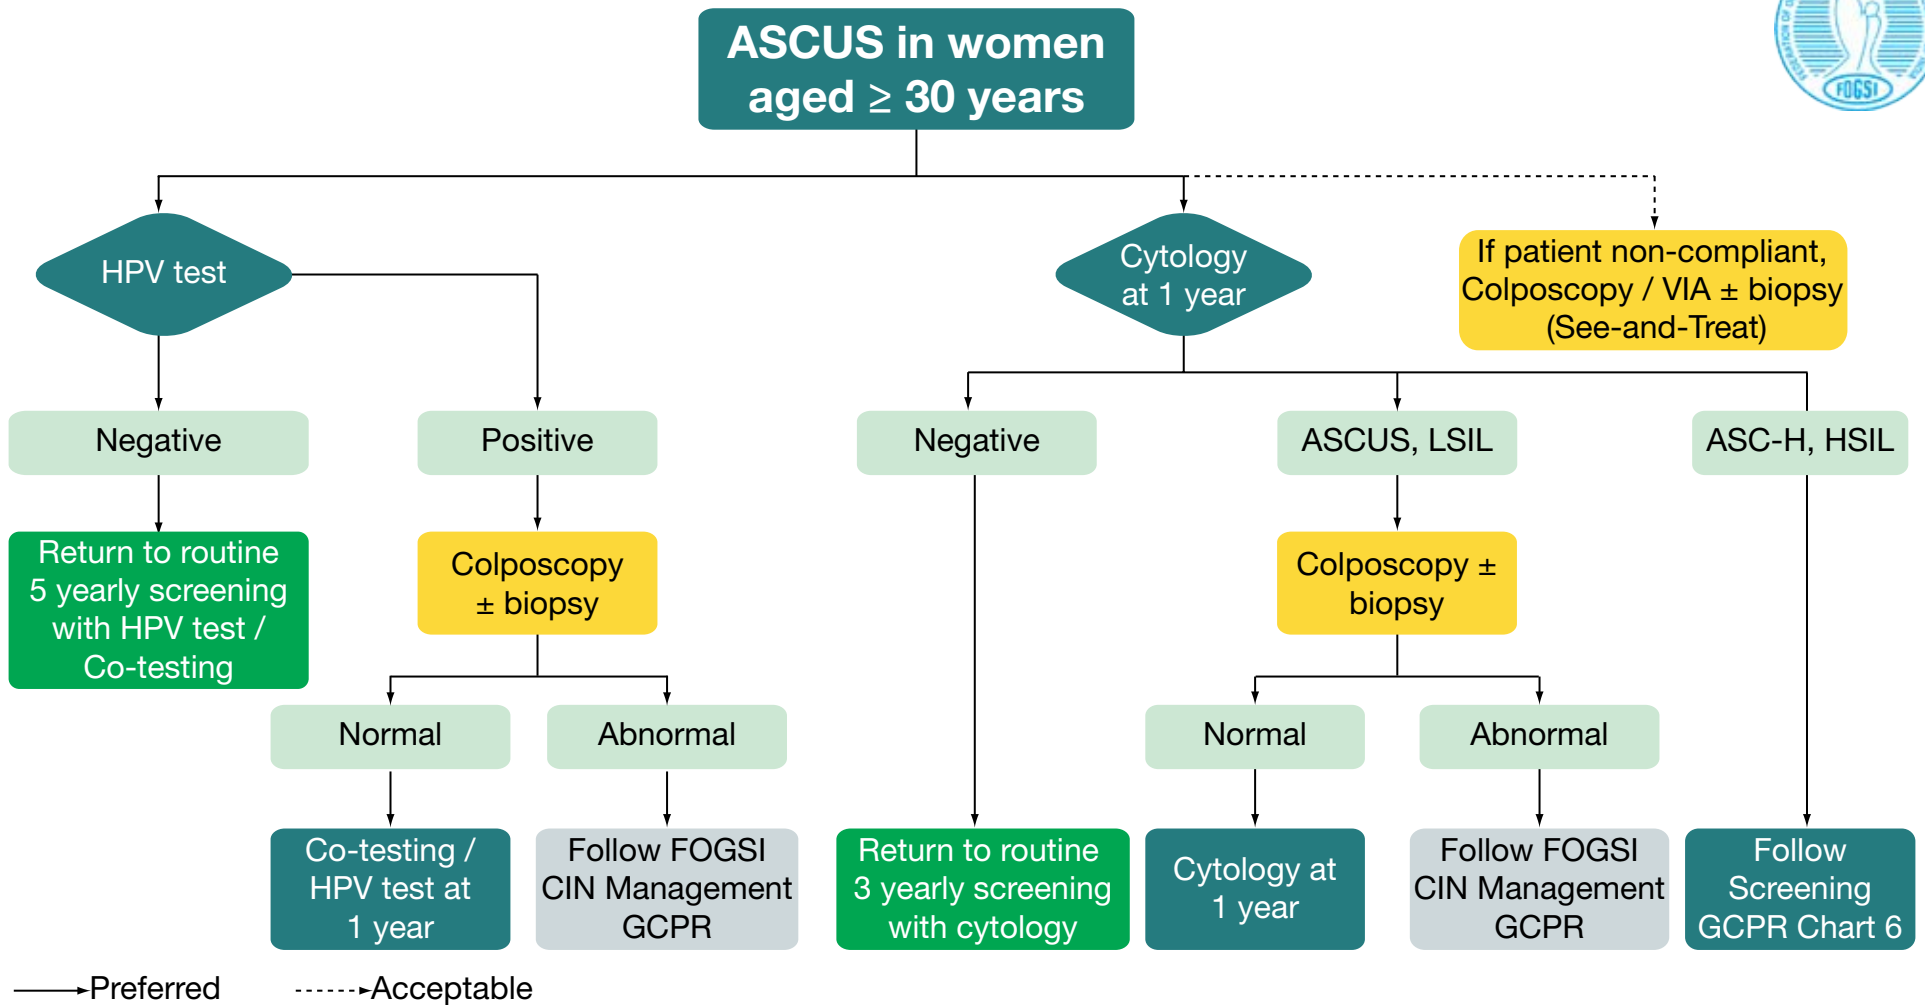 ASCUS in women
aged ≥ 30 years
FOGSI
HPV test
Cytology
at 1 year
If patient non-compliant,
Colposcopy / VIA ± biopsy
(See-and-Treat)
Negative
Positive
Negative
ASCUS, LSIL
ASC-H, HSIL
Return to routine
5 yearly screening
with HPV test /
Co-testing
Colposcopy
± biopsy
Colposcopy ±
biopsy
Normal
Abnormal
Normal
Abnormal
Co-testing /
HPV test at
1 year
Follow FOGSI
CIN Management
GCPR
Return to routine
3 yearly screening
with cytology
Cytology at
1 year
Follow FOGSI
CIN Management
GCPR
Follow
Screening
GCPR Chart 6
Preferred
Acceptable